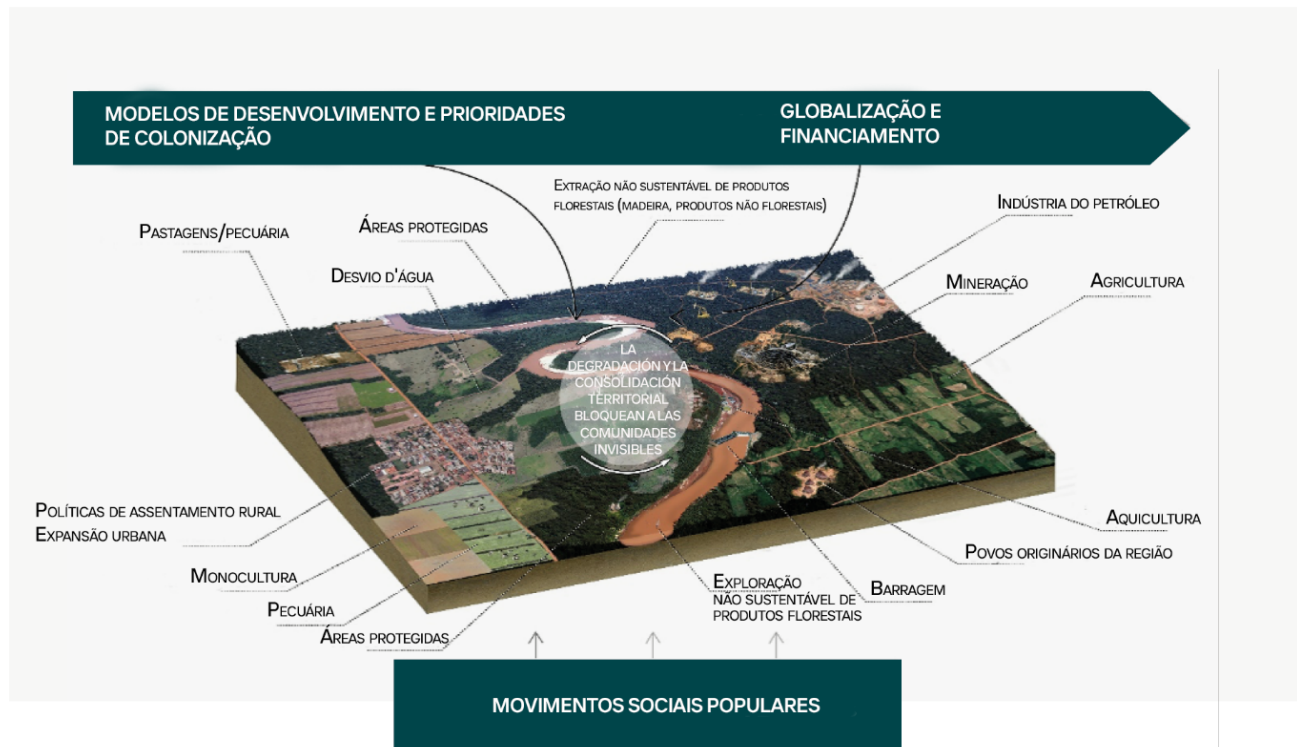 MODELOS DE DESENVOLVIMENTO E PRIORIDADES
DE COLONIZAÇÃO
GLOBALIZAÇÃO E
FINANCIAMENTO
EXTRAÇÃO NÃO SUSTENTÁVEL DE PRODUTOS
FLORESTAIS (MADEIRA, PRODUTOS NÃO FLORESTAIS)
INDÚSTRIA DO PETRÓLEO
PASTAGENS/PECUÁRIA
ÁREAS PROTEGIDAS
DESVIO D'ÁGUA
MINERAÇÃO
AGRICULTURA
LA
DEGRADACIÓN Y LA
CONSOLIDACIÓN
TERRITORIAL
BLOQUEAN A LAS
COMUNIDADES
INVISIBLES
POLÍTICAS DE ASSENTAMENTO RURAL
EXPANSÃO URBANA
MONOCULTURA
PECUÁRIA
ÁREAS PROTEGIDAS
EXPLORAÇÃO
NÃO SUSTENTÁVEL DE
PRODUTOS FLORESTAIS
BARRAGEM
POVOS ORIGINÁRIOS DA REGIÃO
AQUICULTURA
MOVIMENTOS SOCIAIS POPULARES